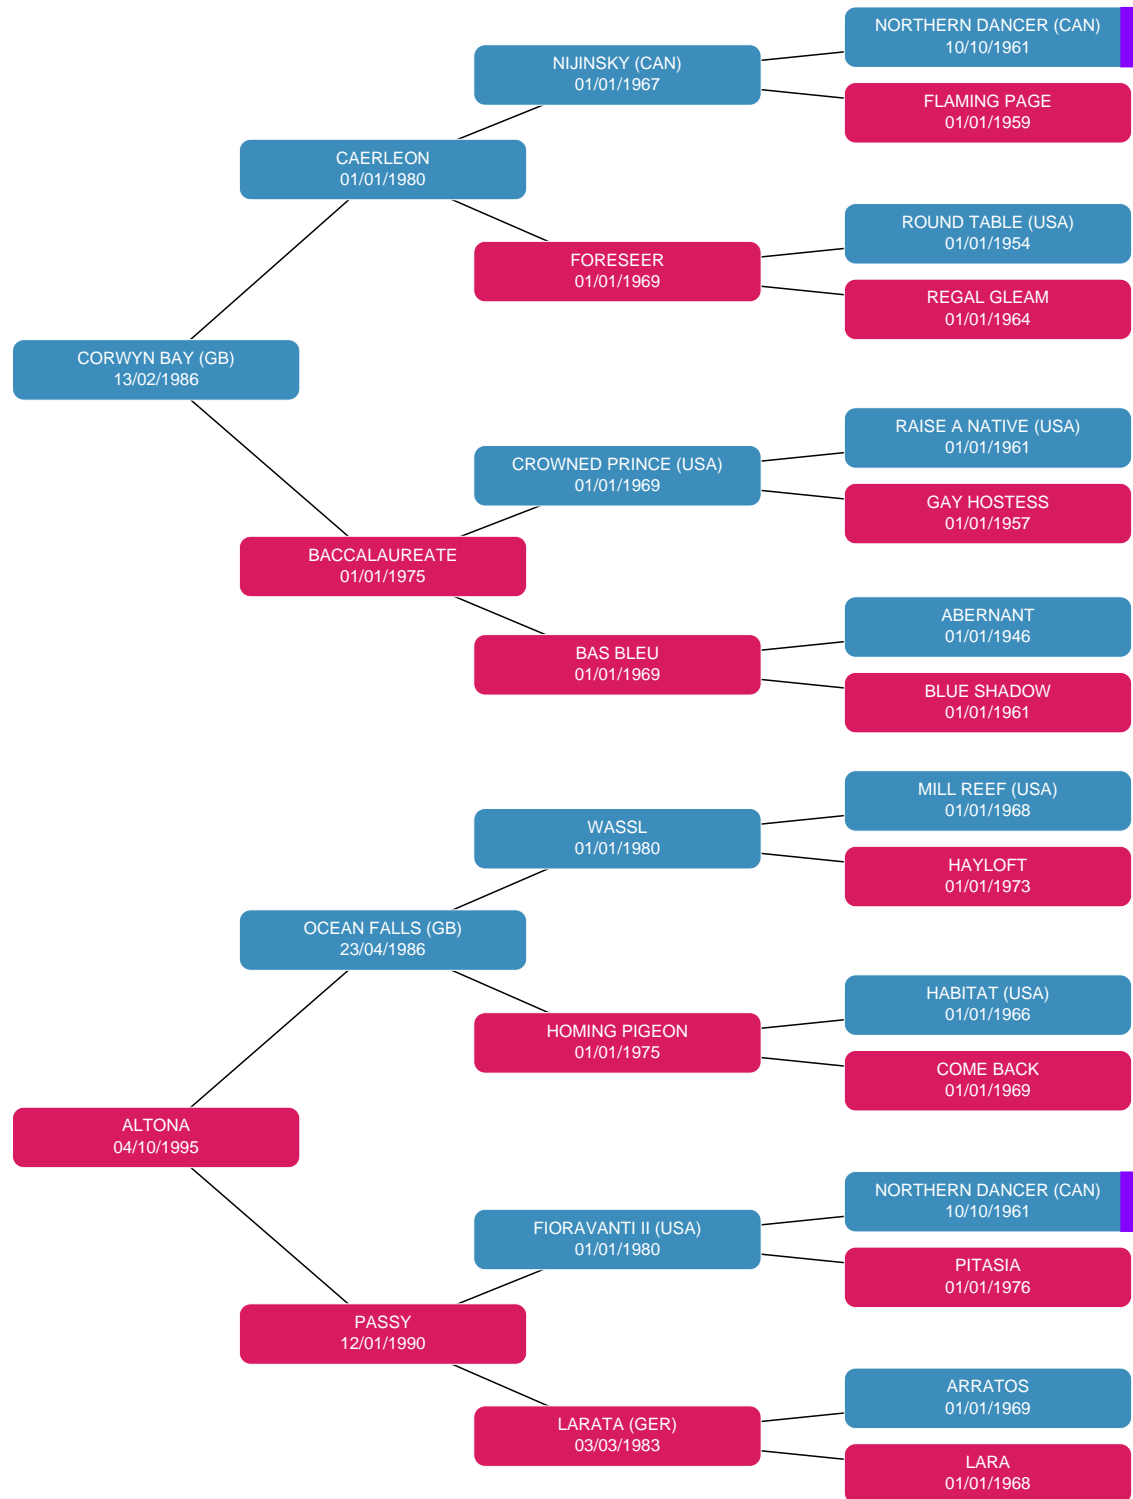 NORTHERN DANCER (CAN)
10/10/1961
NIJINSKY (CAN)
01/01/1967
FLAMING PAGE
01/01/1959
CAERLEON
01/01/1980
ROUND TABLE (USA)
01/01/1954
FORESEER
01/01/1969
REGAL GLEAM
01/01/1964
CORWYN BAY (GB)
13/02/1986
RAISE A NATIVE (USA)
01/01/1961
CROWNED PRINCE (USA)
01/01/1969
GAY HOSTESS
01/01/1957
BACCALAUREATE
01/01/1975
ABERNANT
01/01/1946
BAS BLEU
01/01/1969
BLUE SHADOW
01/01/1961
MILL REEF (USA)
01/01/1968
WASSL
01/01/1980
HAYLOFT
01/01/1973
OCEAN FALLS (GB)
23/04/1986
HABITAT (USA)
01/01/1966
HOMING PIGEON
01/01/1975
COME BACK
01/01/1969
ALTONA
04/10/1995
NORTHERN DANCER (CAN)
10/10/1961
FIORAVANTI II (USA)
01/01/1980
PITASIA
01/01/1976
PASSY
12/01/1990
ARRATOS
01/01/1969
LARATA (GER)
03/03/1983
LARA
01/01/1968